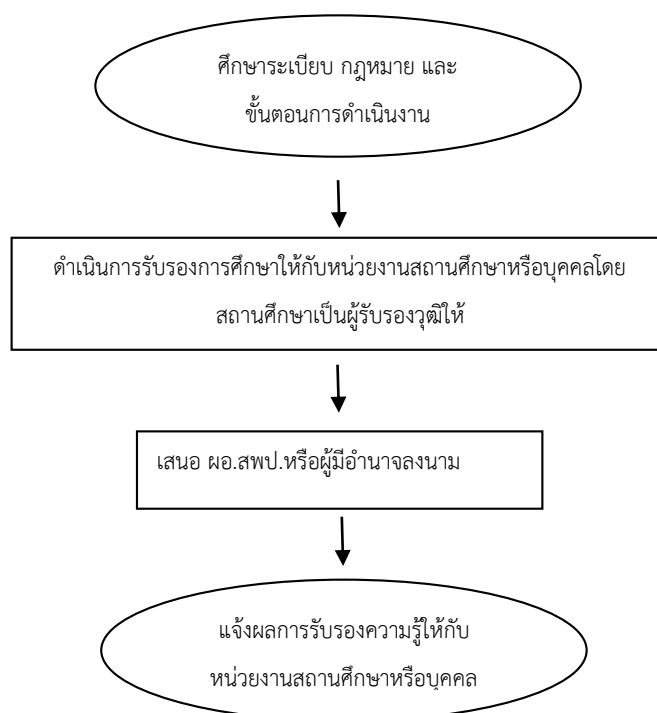 ศึกษาระเบียบ กฎหมาย และ
ขั้นตอนการดำเนินงาน
ดำเนินการรับรองการศึกษาให้กับหน่วยงานสถานศึกษาหรือบุคคลโดย
สถานศึกษาเป็นผู้รับรองวุฒิให้
เสนอ ผอ.สพป.หรือผู้มีอำนาจลงนาม
แจ้งผลการรับรองความรู้ให้กับ
หน่วยงานสถานศึกษาหรือบุคคล